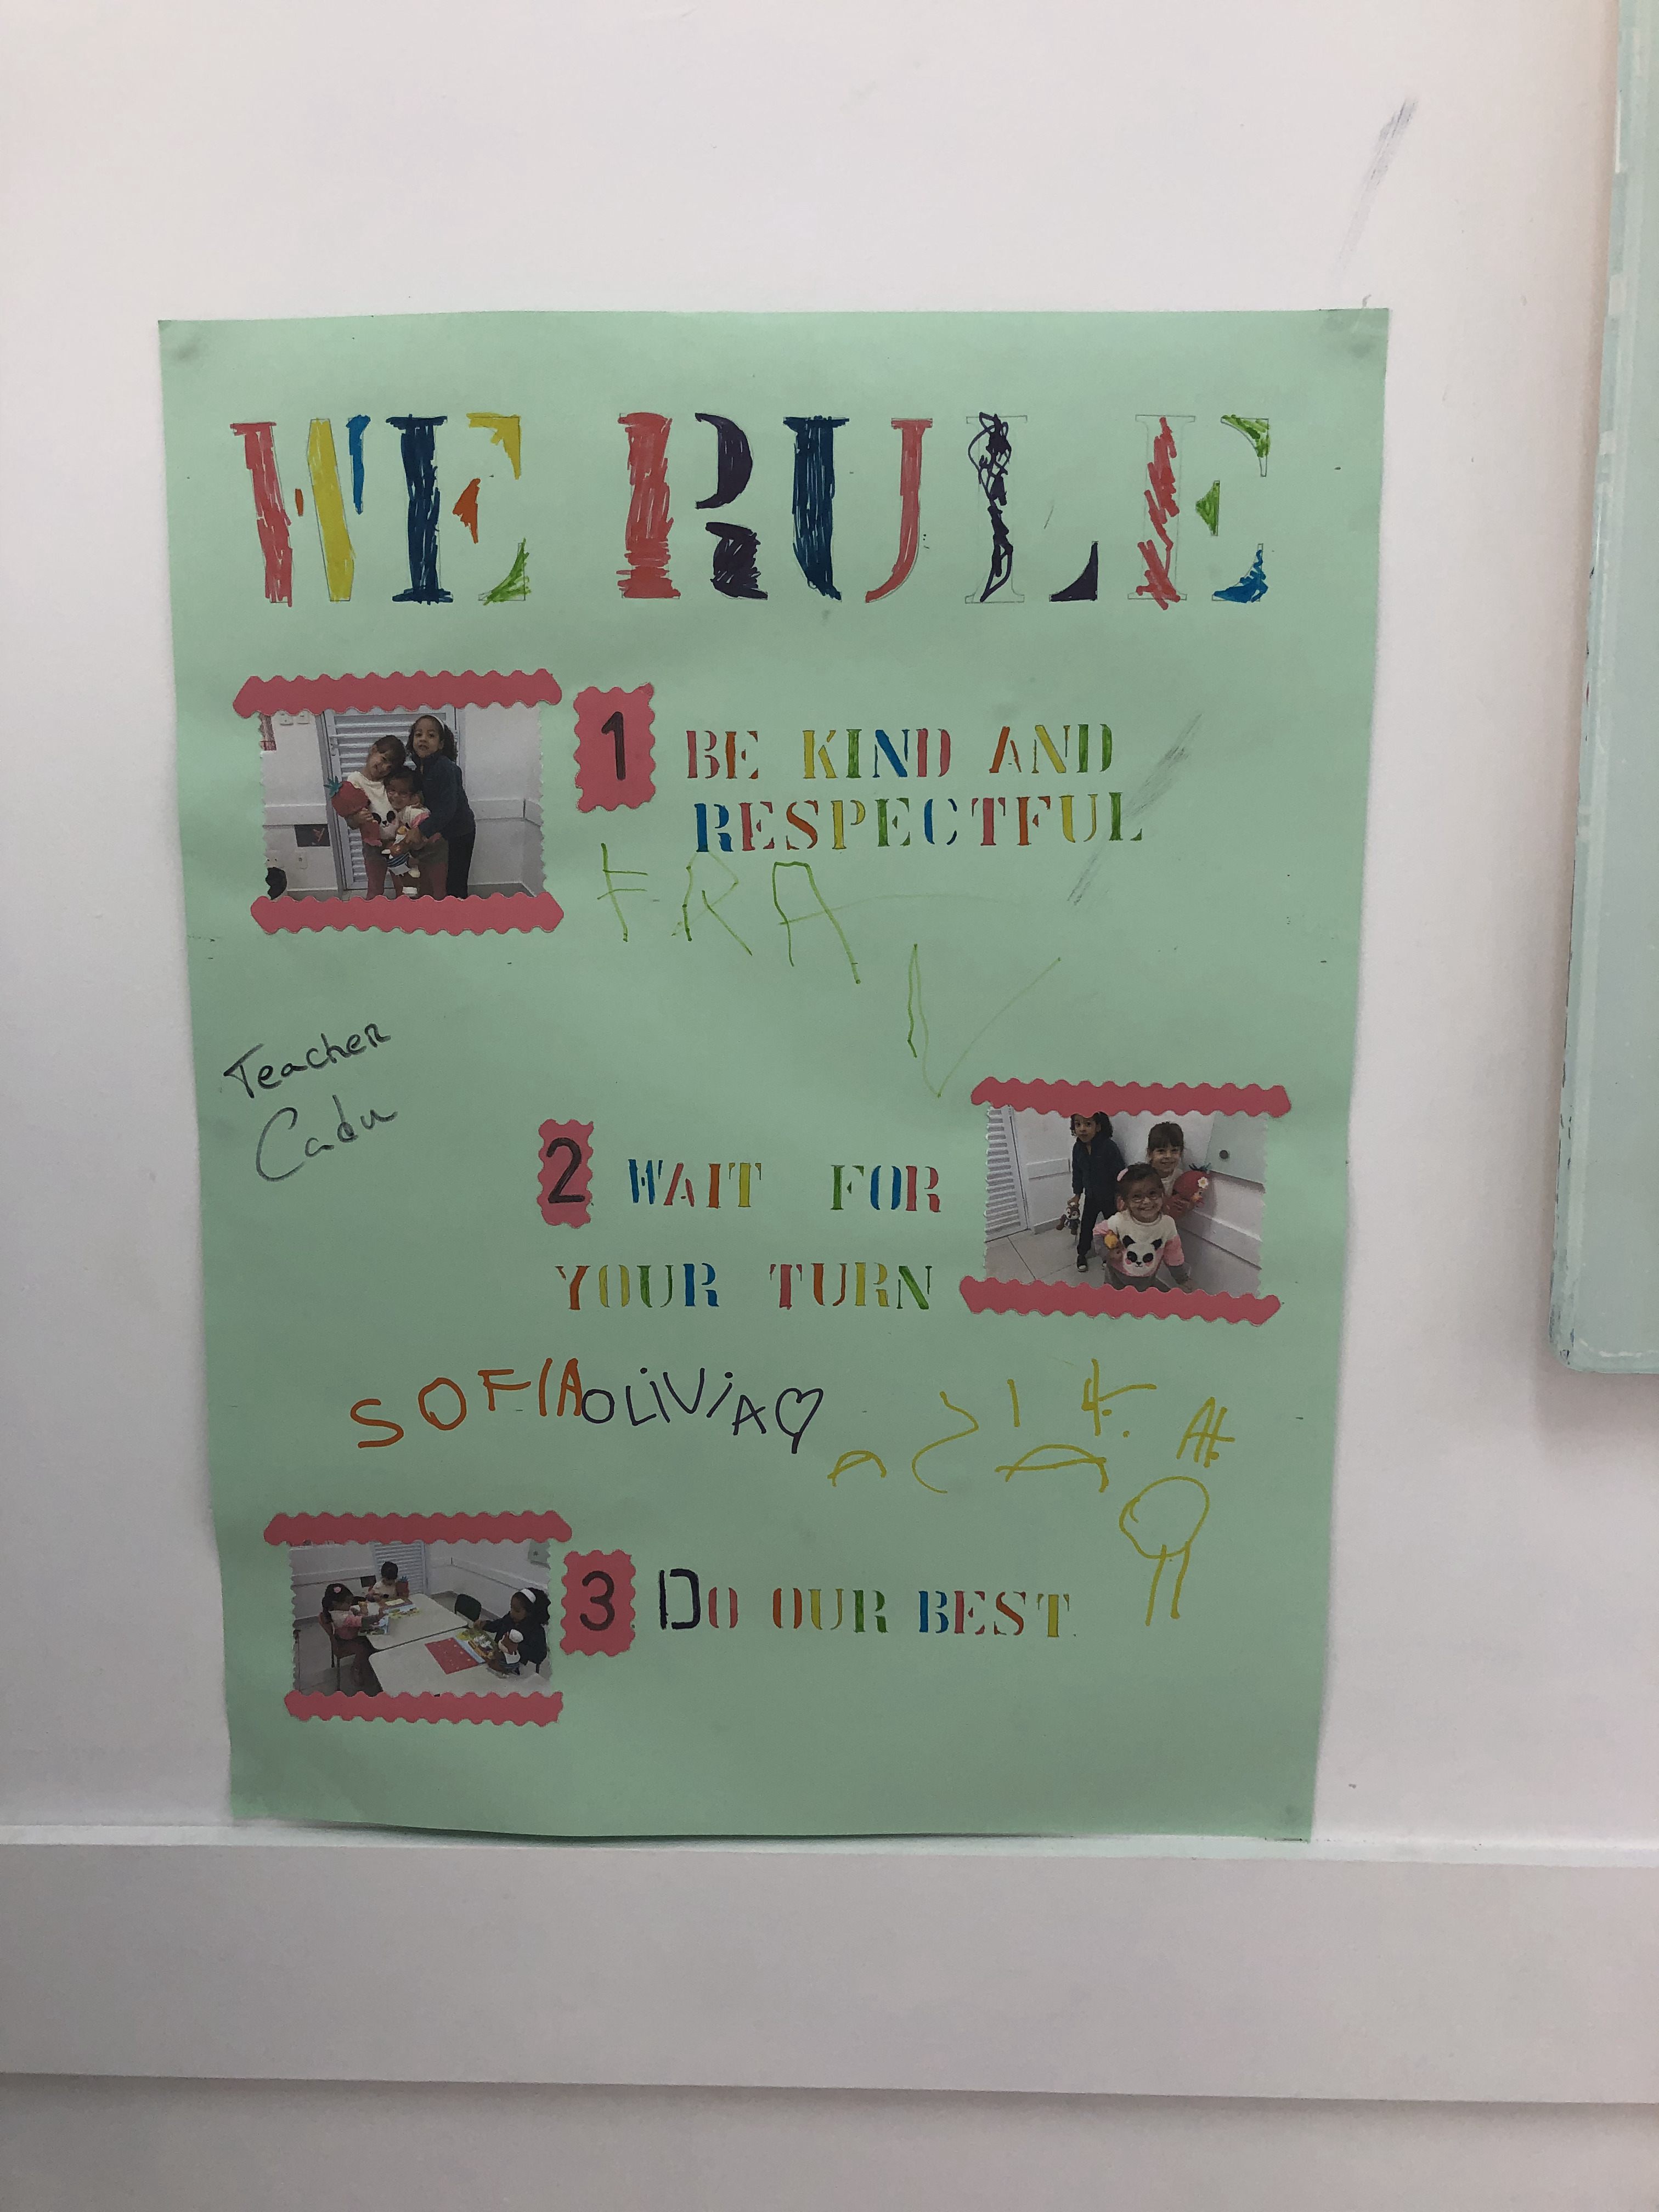 WE RULE
1 BE KIND AND
RESPECTFUL
FRA
Teacher
Cadu
2 WAIT FOR
YOUR TURN
SOFIA OLIVIA
3 DO OUR BEST